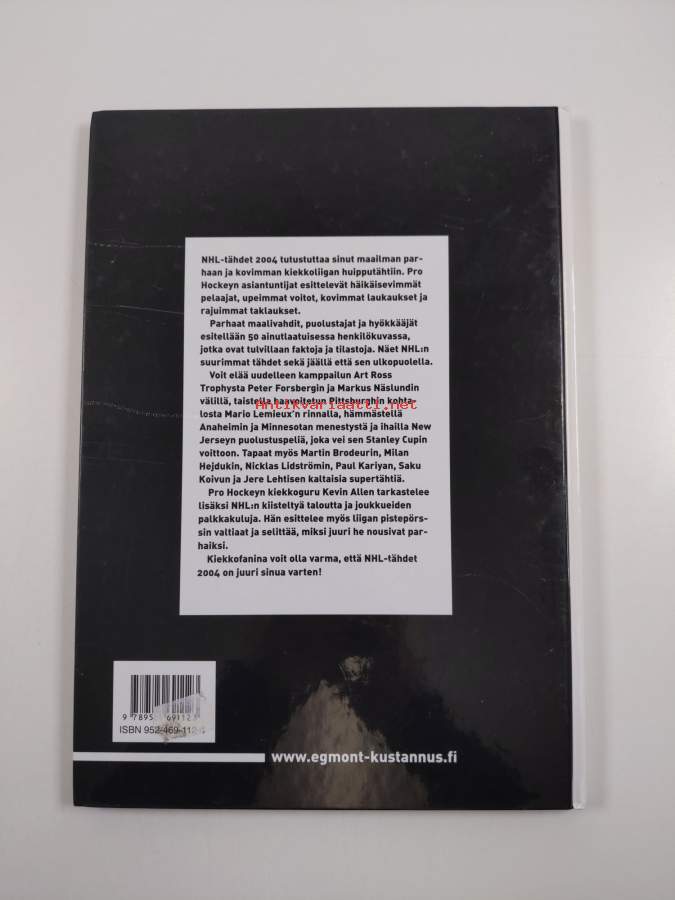 NHL-tähdet 2004 tutustuttaa sinut maailman par-
haan ja kovimman kiekkoliigan huipputähtiin. Pro
Hockeyn asiantuntijat esittelevät häikäisevimmät
pelaajat, upeimmat voitot, kovimmat laukaukset ja
rajuimmat taklaukset.
Parhaat maalivahdit, puolustajat ja hyökkääjät
esitellään 50 ainutlaatuisessa henkilökuvassa,
jotka ovat tulvillaan faktoja ja tilastoja. Näet NHL:n
suurimmat tähdet sekä jäällä että sen ulkopuolella.
Voit elää uudelleen kamppailun Art Ross
Trophysta Peter Forsbergin ja Markus Näslundin
välillä, taistella haavoitetun Pittsburghin kohta-
Antikvariaatti.net
losta Mario Lemieux'n rinnalla, hämmästellä
Anaheimin ja Minnesotan menestystä ja ihailla New
Jerseyn puolustuspeliä, joka vei sen Stanley Cupin
voittoon. Tapaat myös Martin Brodeurin, Milan
Hejdukin, Nicklas Lidströmin, Paul Kariyan, Saku
Koivun ja Jere Lehtisen kaltaisia supertähtiä.
Pro Hockeyn kiekkoguru Kevin Allen tarkastelee
lisäksi NHL:n kiisteltyä taloutta ja joukkueiden
palkkakuluja. Hän esittelee myös liigan pistepörs-
sin valtiaat ja selittää, miksi juuri he nousivat par-
haiksi.
Kiekkofanina voit olla varma, että NHL-tähdet
2004 on juuri sinua varten!
9 7895 69112
ISBN 952-469-112-
www.egmont-kustannus.fi